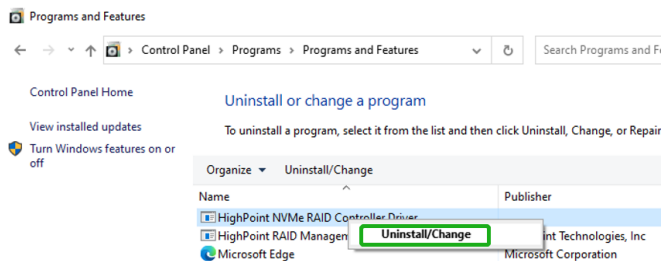 Programs and Features
Control Panel > Programs > Programs and Features
Search Programs and
Control Panel Home
View installed updates
Turn Windows features on or
off
Uninstall or change a program
To uninstall a program, select it from the list and then click Uninstall, Change, or Repair
Organize
Uninstall/Change
Name
Publisher
HighPoint NVMe RAID Controller Driver
HighPoint RAID
Uninstall/Change
Technologies, Inc
Microsoft Edge
Microsoft Corporation